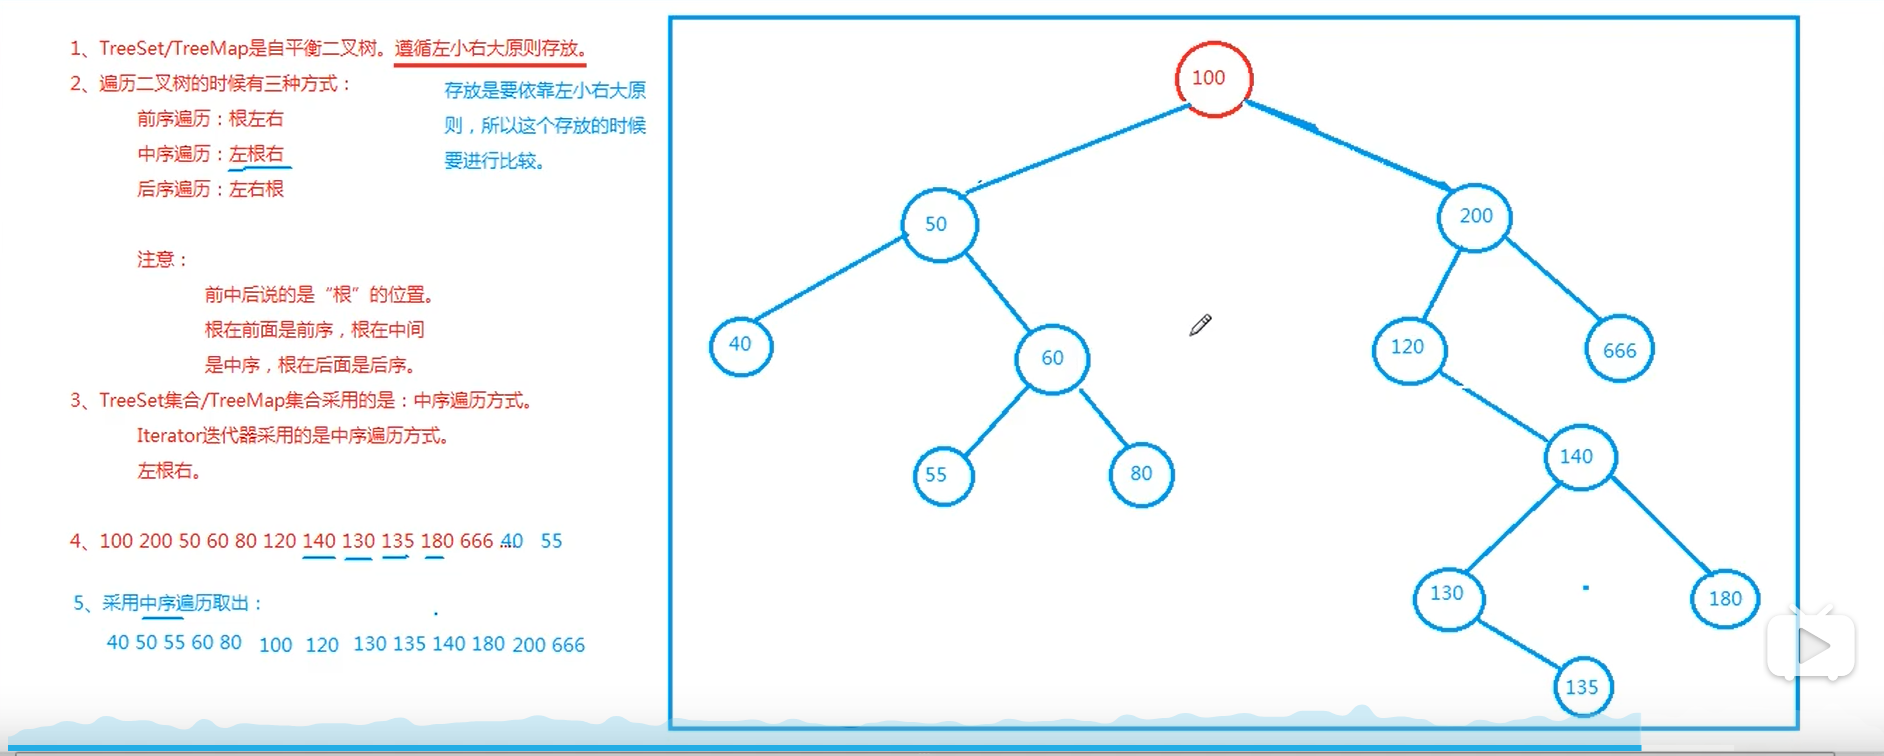 1、TreeSet/TreeMap是自平衡二叉树。遵循左小右大原则存放。
2、遍历二叉树的时候有三种方式：
前序遍历：根左右
中序遍历：左根右
后序遍历：左右根
存放是要依靠左小右大原
则，所以这个存放的时候
要进行比较。
注意：
前中后说的是“根”的位置。
根在前面是前序，根在中间
是中序，根在后面是后序。
3、TreeSet集合/TreeMap集合采用的是：中序遍历方式。
Iterator迭代器采用的是中序遍历方式。
左根右。
4、100 200 50 60 80 120 140 130 135 180 666 ...40 55
5、采用中序遍历取出：
40 50 55 60 80 100 120 130 135 140 180 200 666
100
50
200
40
60
120
666
55
80
140
130
180
135